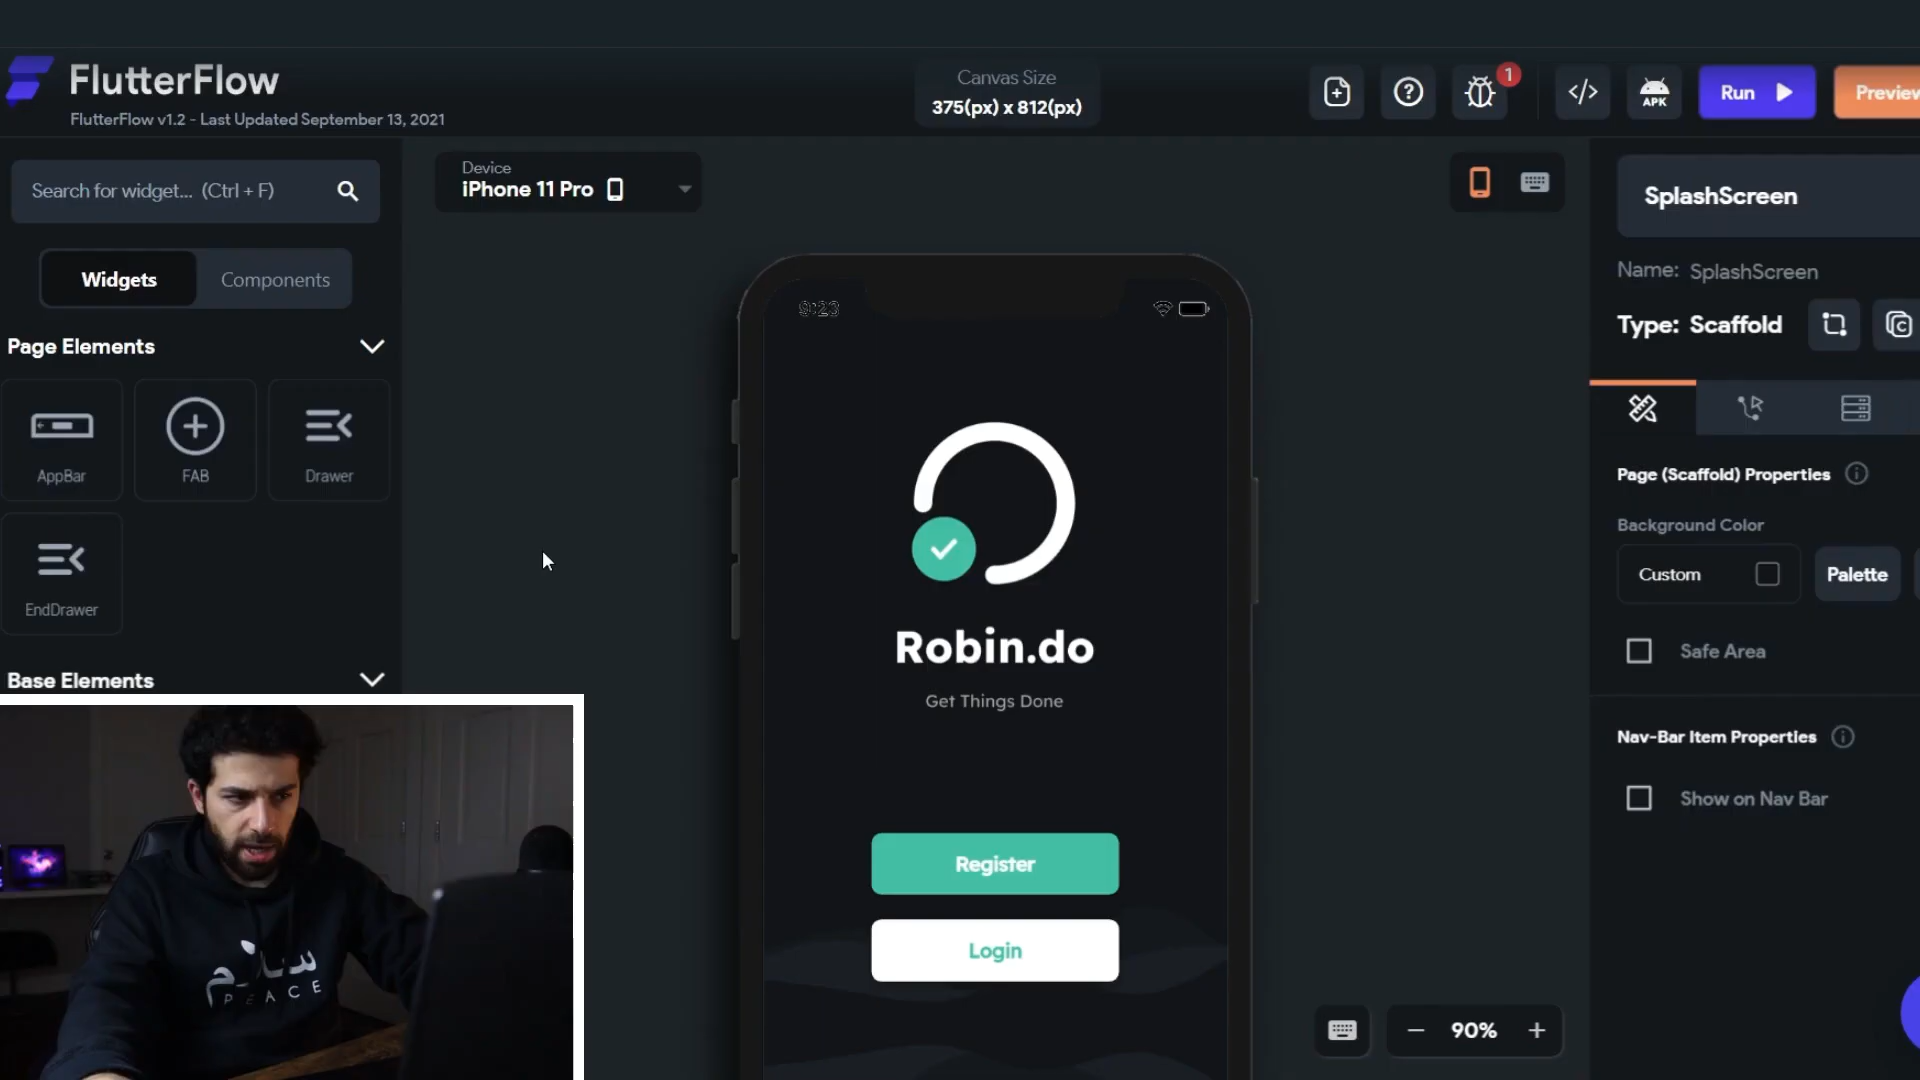 FlutterFlow
FlutterFlow v1.2 - Last Updated September 13, 2021
Canvas Size
375(px) x 812(px)
1
APK
Run
Preview
Search for widget... (Ctrl + F)
Widgets
Components
Page Elements
AppBar
FAB
Drawer
EndDrawer
Base Elements
Device
iPhone 11 Pro
9:23
Robin.do
Get Things Done
Register
Login
90%
SplashScreen
Name: SplashScreen
Type: Scaffold
Page (Scaffold) Properties
Background Color
Custom
Palette
Safe Area
Nav-Bar Item Properties
Show on Nav Bar
سلام
PEACE